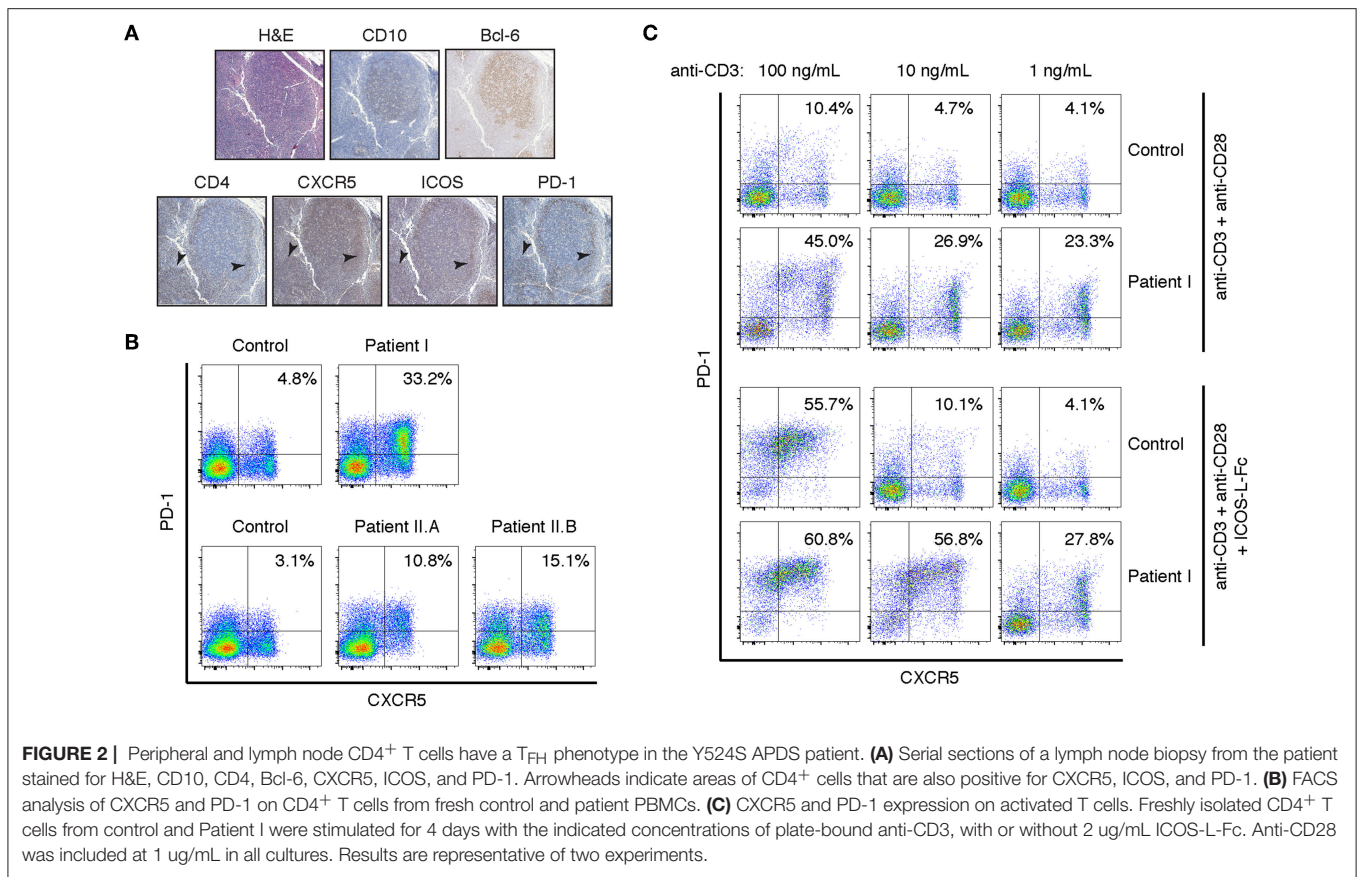 A
H&E CD10 Bcl-6
CD4 CXCR5 ICOS PD-1
B
Control Patient I
4.8% 33.2%
Control Patient II.A Patient II.B
3.1% 10.8% 15.1%
PD-1
CXCR5
C
anti-CD3: 100 ng/mL 10 ng/mL 1 ng/mL
10.4% 4.7% 4.1%
Control
45.0% 26.9% 23.3%
Patient I
anti-CD3 + anti-CD28
55.7% 10.1% 4.1%
Control
60.8% 56.8% 27.8%
Patient I
anti-CD3 + anti-CD28
+ ICOS-L-Fc
PD-1
CXCR5
FIGURE 2 | Peripheral and lymph node CD4⁺ T cells have a T_FH phenotype in the Y524S APDS patient. (A) Serial sections of a lymph node biopsy from the patient
stained for H&E, CD10, CD4, Bcl-6, CXCR5, ICOS, and PD-1. Arrowheads indicate areas of CD4⁺ cells that are also positive for CXCR5, ICOS, and PD-1. (B) FACS
analysis of CXCR5 and PD-1 on CD4⁺ T cells from fresh control and patient PBMCs. (C) CXCR5 and PD-1 expression on activated T cells. Freshly isolated CD4⁺ T
cells from control and Patient I were stimulated for 4 days with the indicated concentrations of plate-bound anti-CD3, with or without 2 ug/mL ICOS-L-Fc. Anti-CD28
was included at 1 ug/mL in all cultures. Results are representative of two experiments.